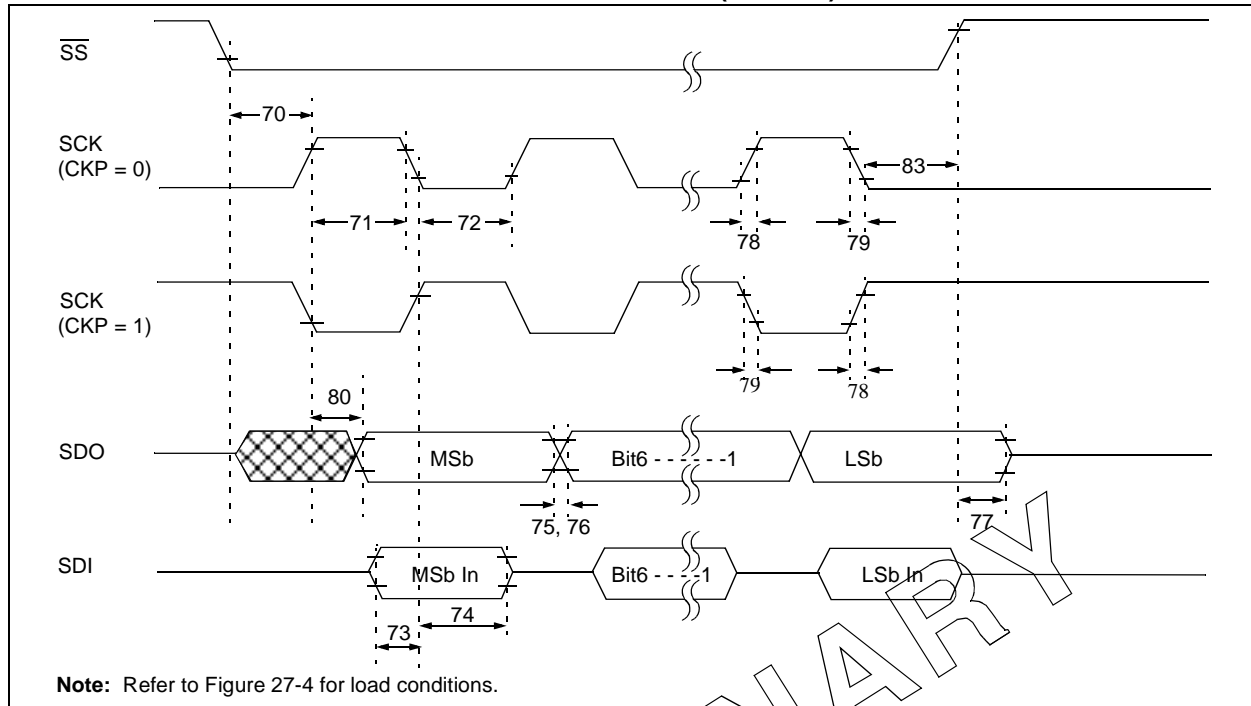 SS
70
SCK
(CKP = 0)
71
72
78
79
83
SCK
(CKP = 1)
79
78
80
SDO
MSb
Bit6 - - - - - -1
LSb
75, 76
77
SDI
MSb In
Bit6 - - - -1
LSb In
73
74
Note: Refer to Figure 27-4 for load conditions.
NARY